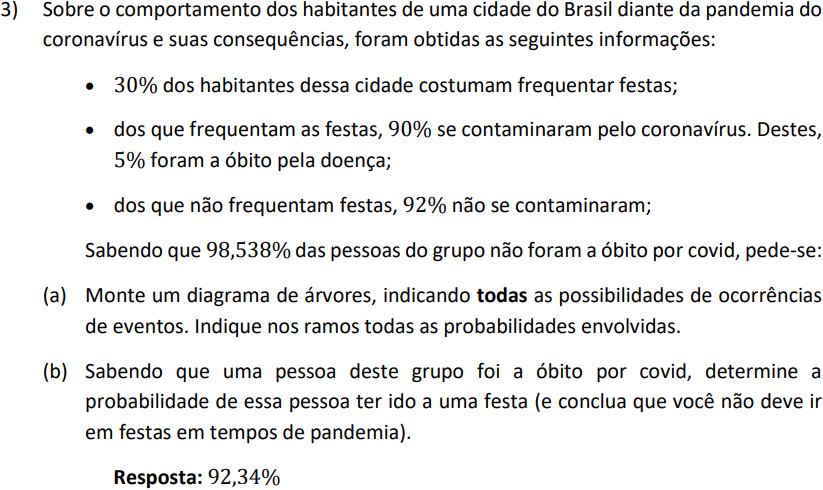 3) Sobre o comportamento dos habitantes de uma cidade do Brasil diante da pandemia do
coronavírus e suas consequências, foram obtidas as seguintes informações:
• 30% dos habitantes dessa cidade costumam frequentar festas;
• dos que frequentam as festas, 90% se contaminaram pelo coronavírus. Destes,
5% foram a óbito pela doença;
• dos que não frequentam festas, 92% não se contaminaram;
Sabendo que 98,538% das pessoas do grupo não foram a óbito por covid, pede-se:
(a) Monte um diagrama de árvores, indicando todas as possibilidades de ocorrências
de eventos. Indique nos ramos todas as probabilidades envolvidas.
(b) Sabendo que uma pessoa deste grupo foi a óbito por covid, determine a
probabilidade de essa pessoa ter ido a uma festa (e conclua que você não deve ir
em festas em tempos de pandemia).
Resposta: 92,34%